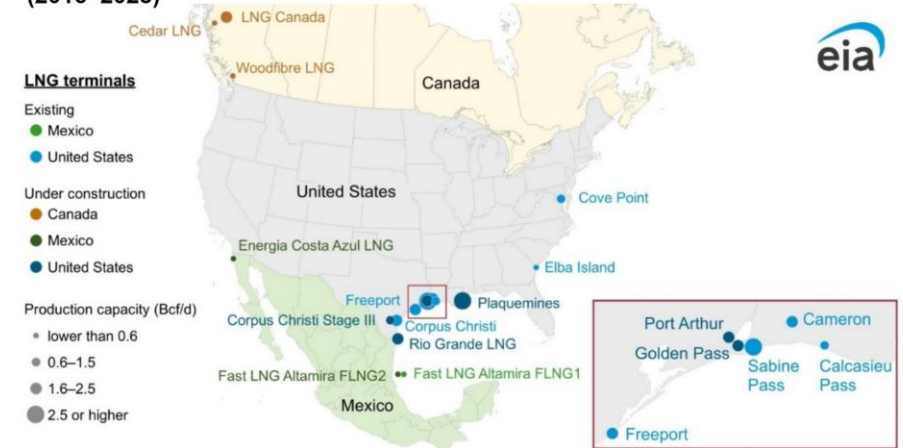 (2016–2028)
LNG Canada
Cedar LNG
Woodfibre LNG
Canada
eia
LNG terminals
Existing
Mexico
United States
Under construction
Canada
Mexico
United States
Production capacity (Bcf/d)
lower than 0.6
0.6–1.5
1.6–2.5
2.5 or higher
United States
Cove Point
Energia Costa Azul LNG
Elba Island
Freeport
Plaquemines
Corpus Christi Stage III
Corpus Christi
Rio Grande LNG
Fast LNG Altamira FLNG2
Fast LNG Altamira FLNG1
Mexico
Port Arthur
Cameron
Golden Pass
Sabine
Pass
Calcasieu
Pass
Freeport